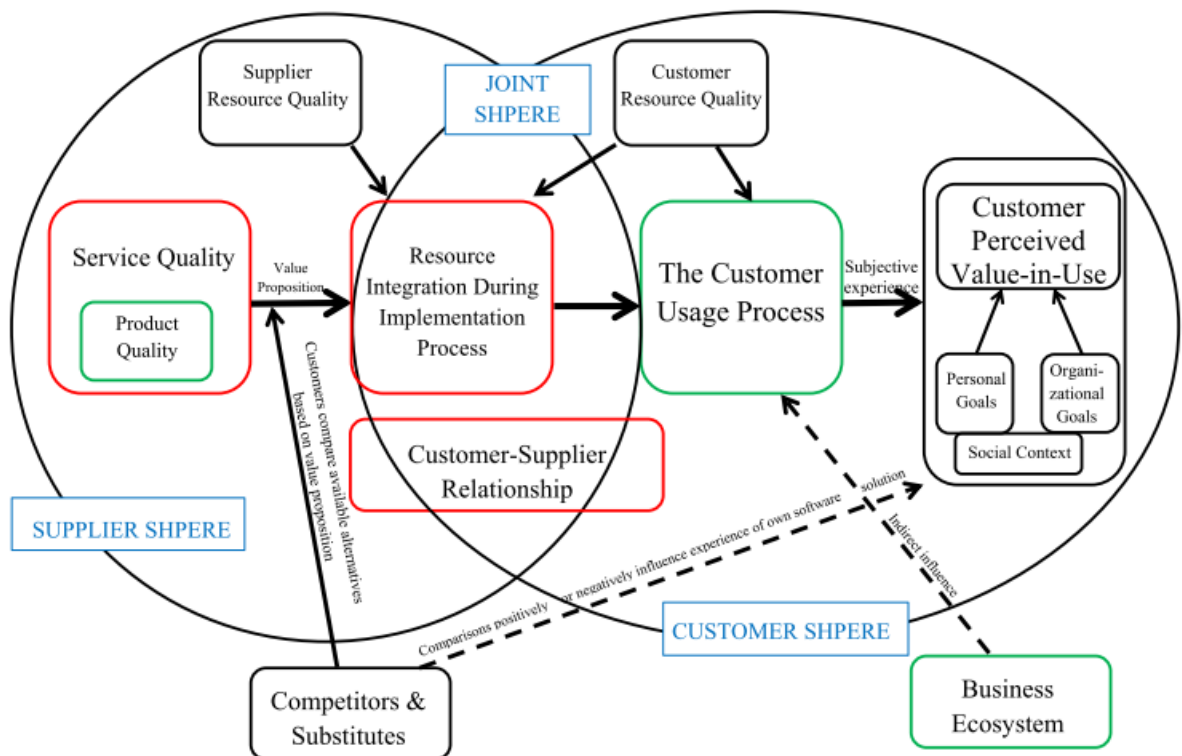 Supplier
Resource Quality
JOINT
SHPERE
Customer
Resource Quality
Service Quality
Product
Quality
Value
Proposition
Resource
Integration During
Implementation
Process
The Customer
Usage Process
Subjective
experience
Customer
Perceived
Value-in-Use
Personal
Goals
Organi-
zational
Goals
Social Context
Customer-Supplier
Relationship
Customers compare available alternatives
based on value proposition
SUPPLIER SHPERE
Comparisons positively or negatively influence experience of own software solution
Indirect influence
CUSTOMER SHPERE
Competitors &
Substitutes
Business
Ecosystem